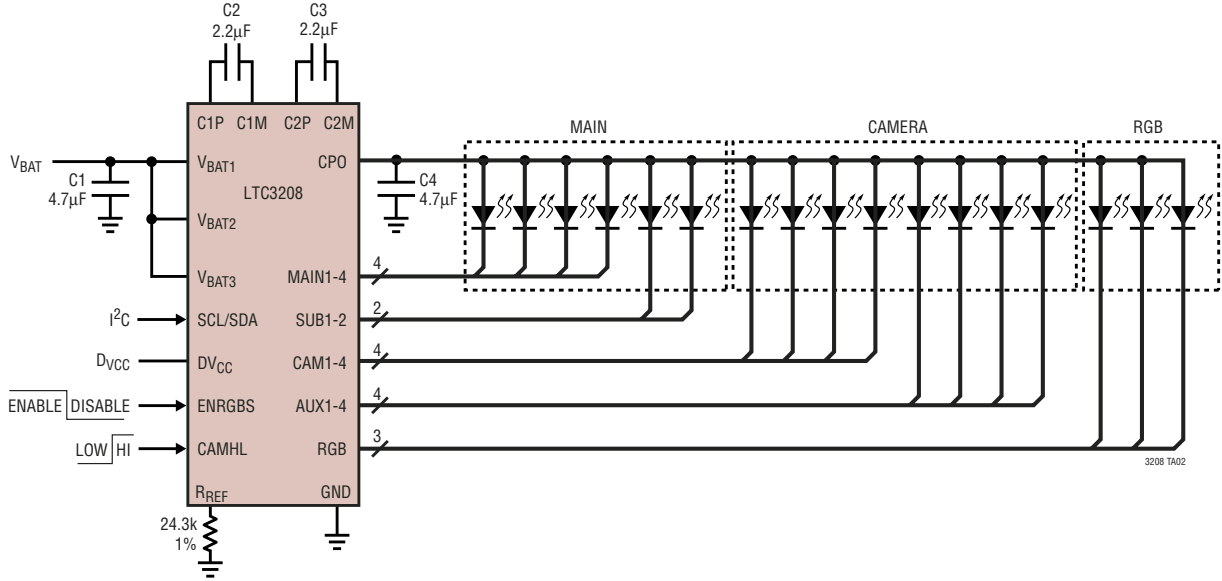 C2
2.2µF
C3
2.2µF
C1P C1M C2P C2M
MAIN
CAMERA
RGB
VBAT
VBAT1
CPO
C1
4.7µF
LTC3208
C4
4.7µF
VBAT2
VBAT3
MAIN1-4
4
I²C
SCL/SDA
SUB1-2
2
DVCC
DVCC
CAM1-4
4
ENABLE DISABLE
ENRGBS
AUX1-4
4
LOW HI
CAMHL
RGB
3
3208 TA02
RREF
GND
24.3k
1%